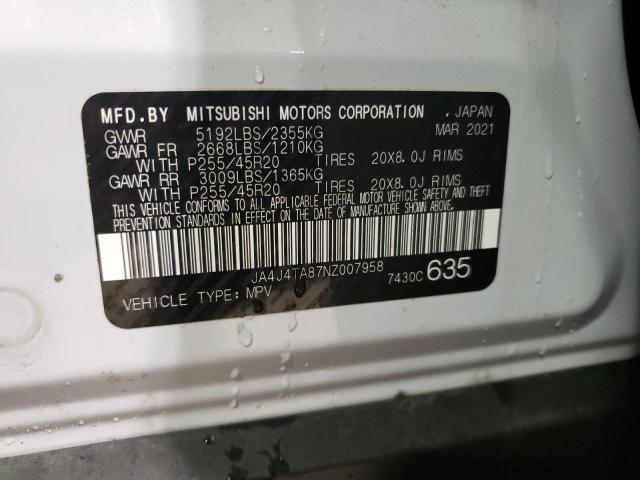 MFD.BY MITSUBISHI MOTORS CORPORATION , JAPAN
GVWR 5192LBS/2355KG MAR 2021
GAWR FR 2668LBS/1210KG
WITH P255/45R20 TIRES 20X8.0J RIMS
GAWR RR 3009LBS/1365KG
WITH P255/45R20 TIRES 20X8.0J RIMS
THIS VEHICLE CONFORMS TO ALL APPLICABLE FEDERAL MOTOR VEHICLE SAFETY AND THEFT
PREVENTION STANDARDS IN EFFECT ON THE DATE OF MANUFACTURE SHOWN ABOVE.
JA4J4TA87NZ007958
VEHICLE TYPE: MPV 7430C 635